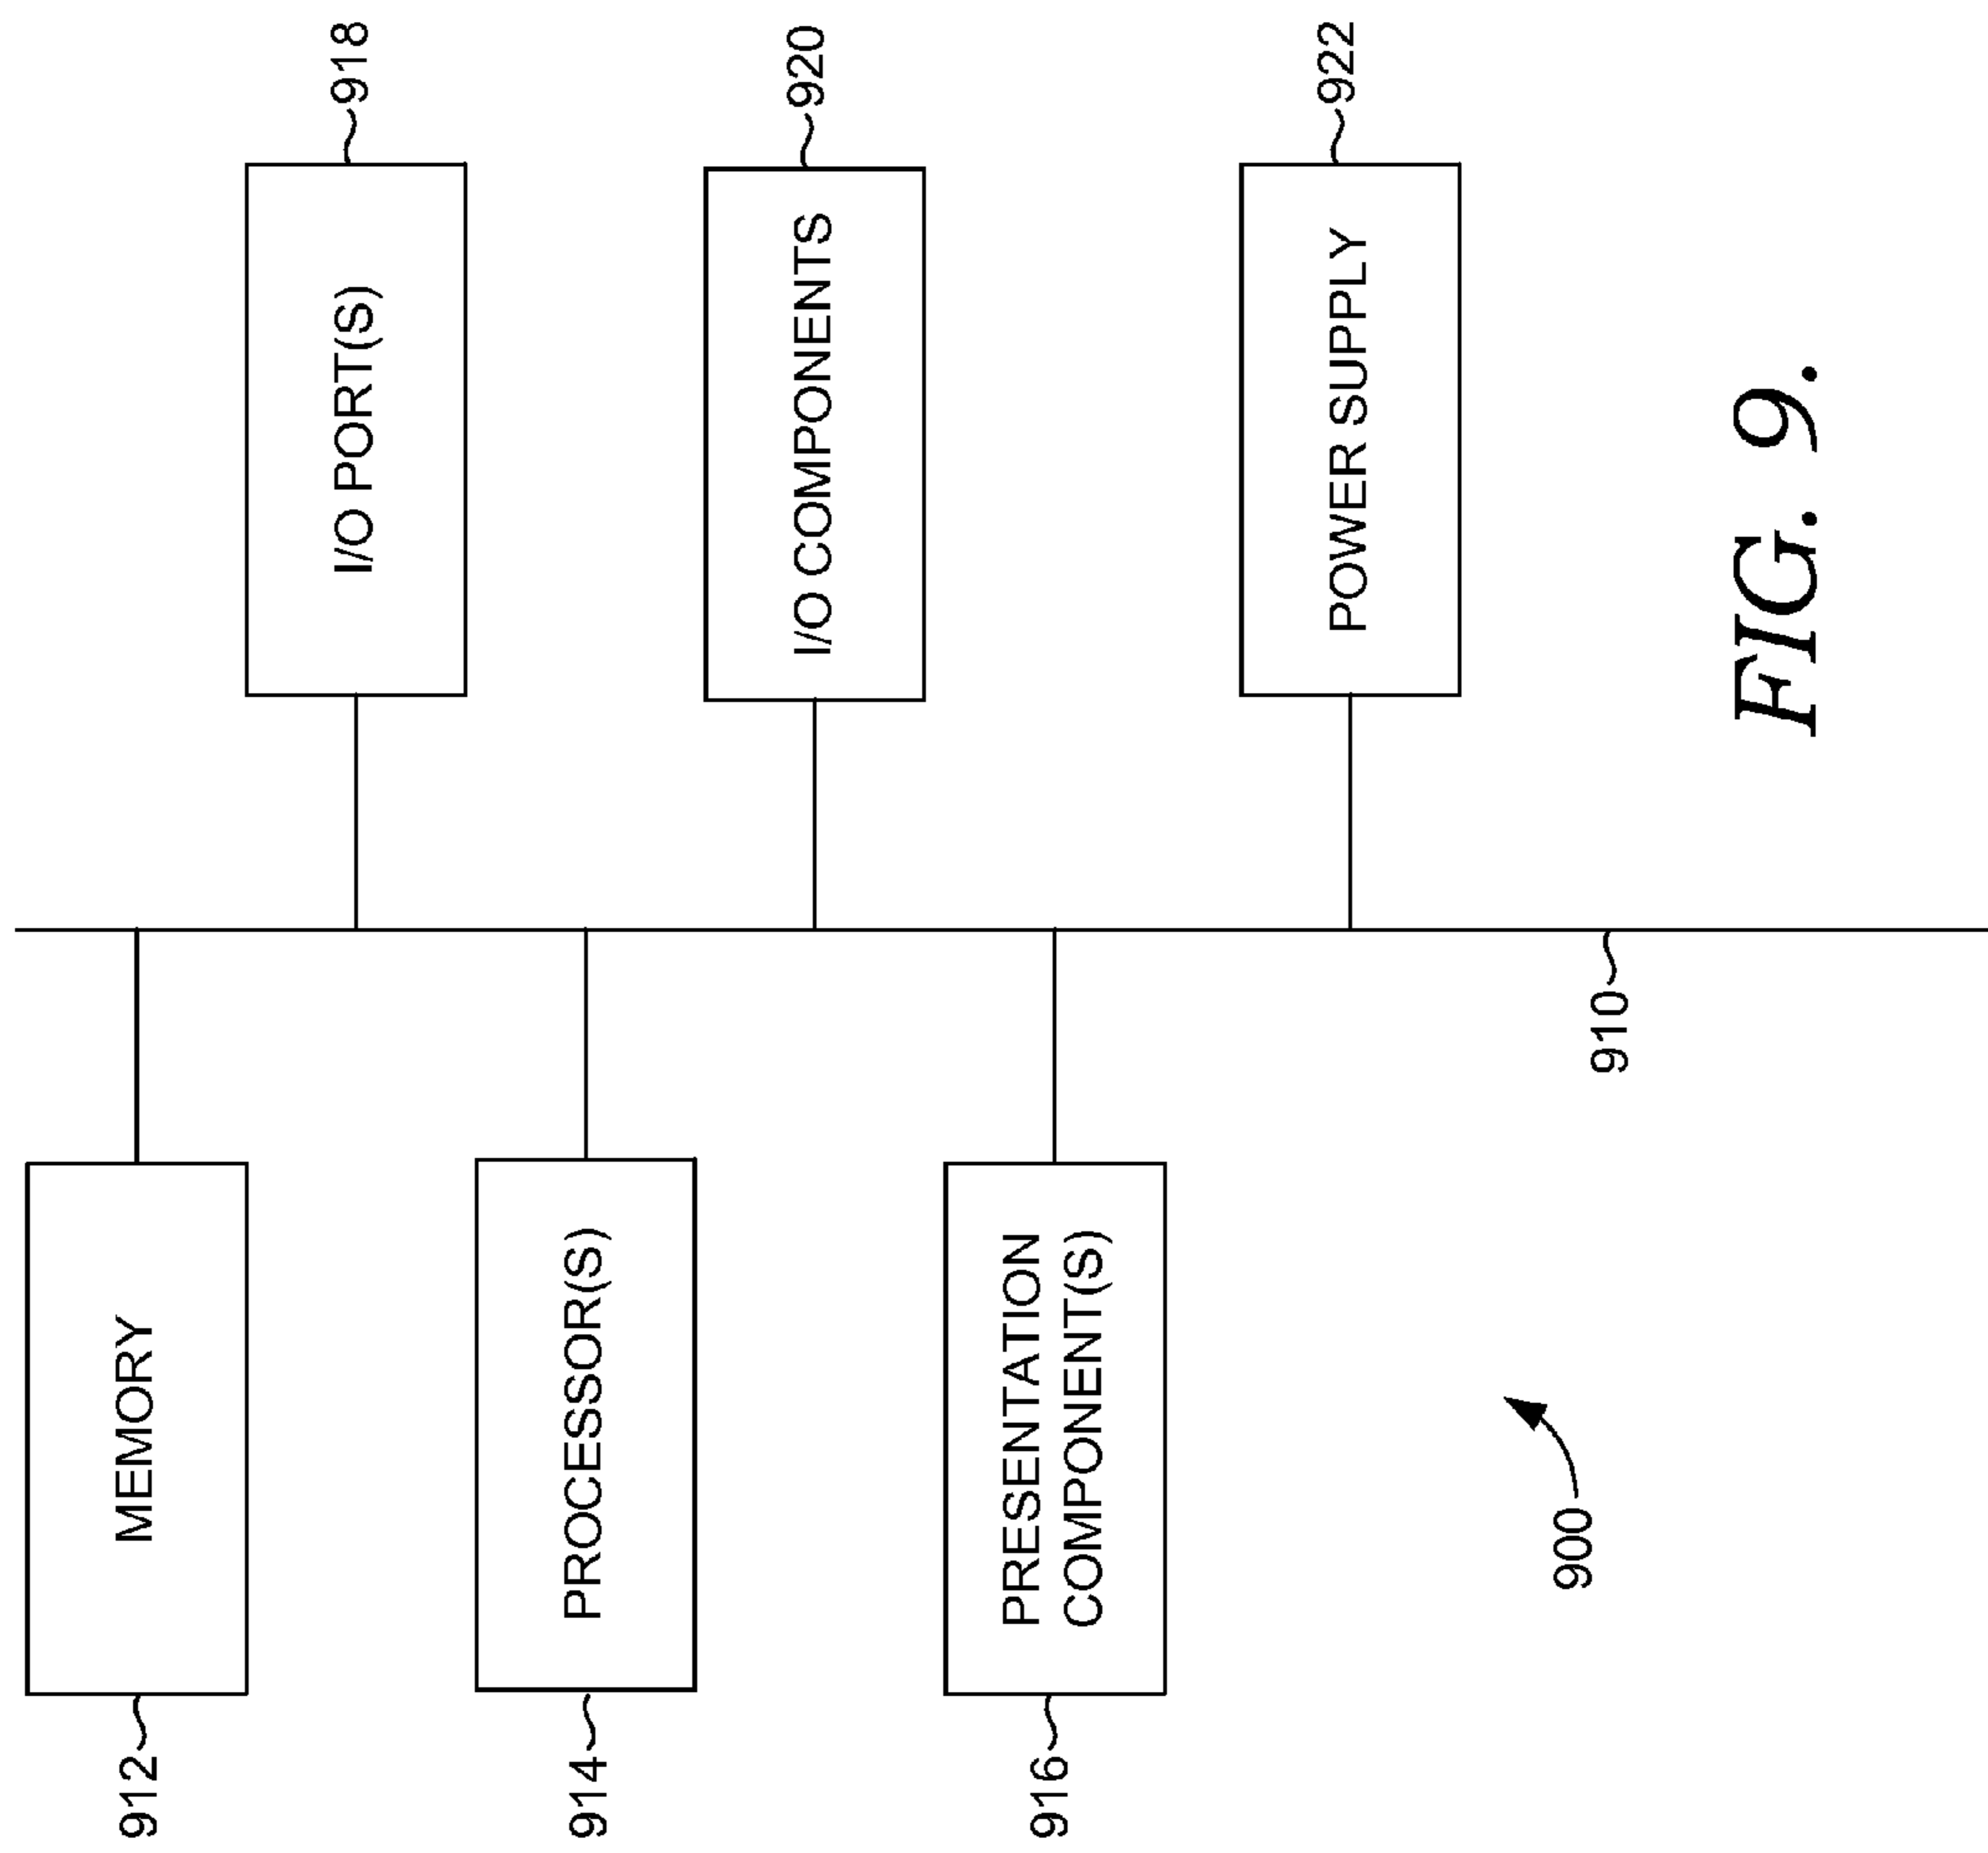 912
MEMORY
I/O PORT(S)
918
914
PROCESSOR(S)
I/O COMPONENTS
920
916
PRESENTATION
COMPONENT(S)
POWER SUPPLY
922
910
900
FIG. 9.